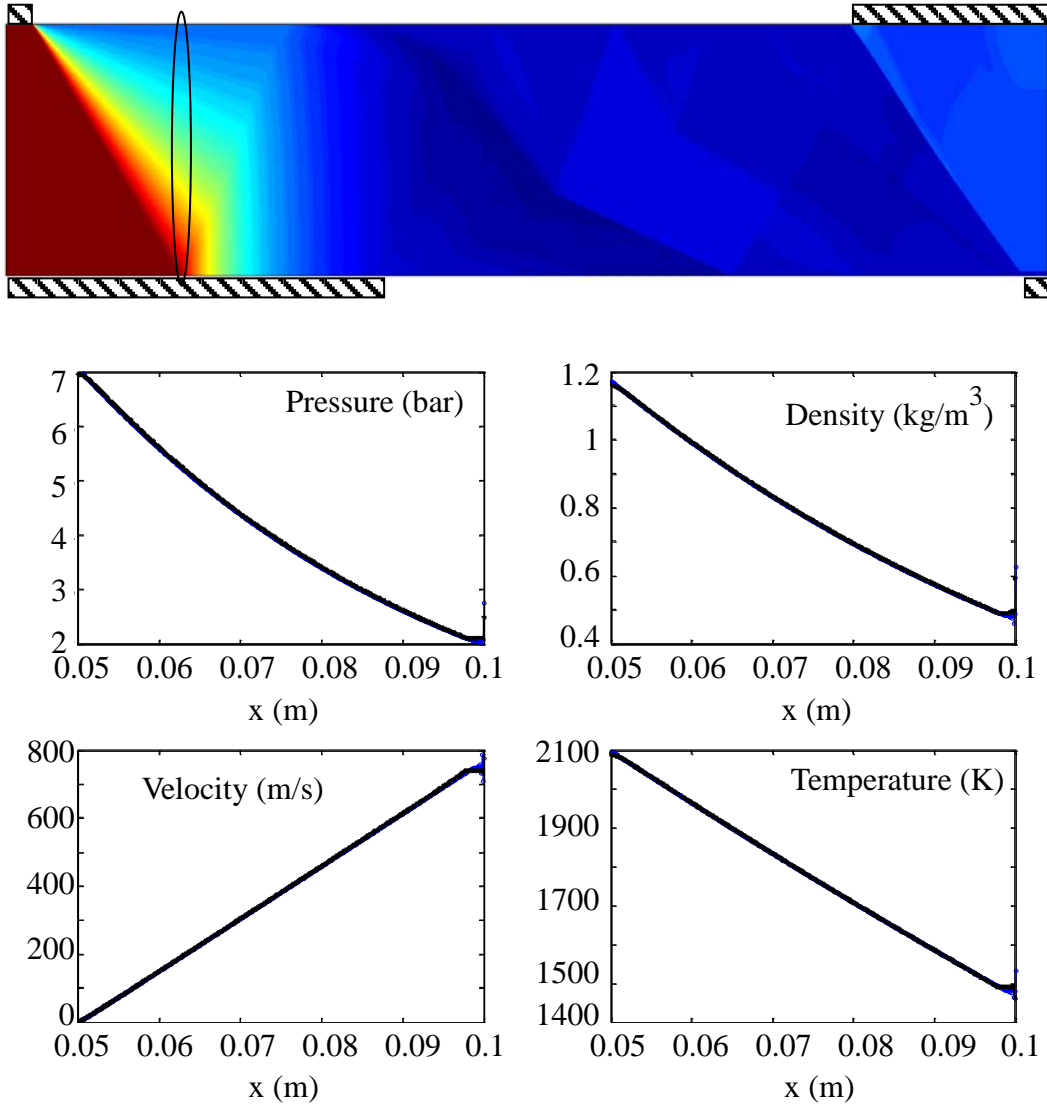 Pressure (bar)
7
6
5
4
3
2
0.05 0.06 0.07 0.08 0.09 0.1
x (m)
Density (kg/m³)
1.2
1
0.8
0.6
0.4
0.05 0.06 0.07 0.08 0.09 0.1
x (m)
Velocity (m/s)
800
600
400
200
0
0.05 0.06 0.07 0.08 0.09 0.1
x (m)
Temperature (K)
2100
1900
1700
1500
1400
0.05 0.06 0.07 0.08 0.09 0.1
x (m)